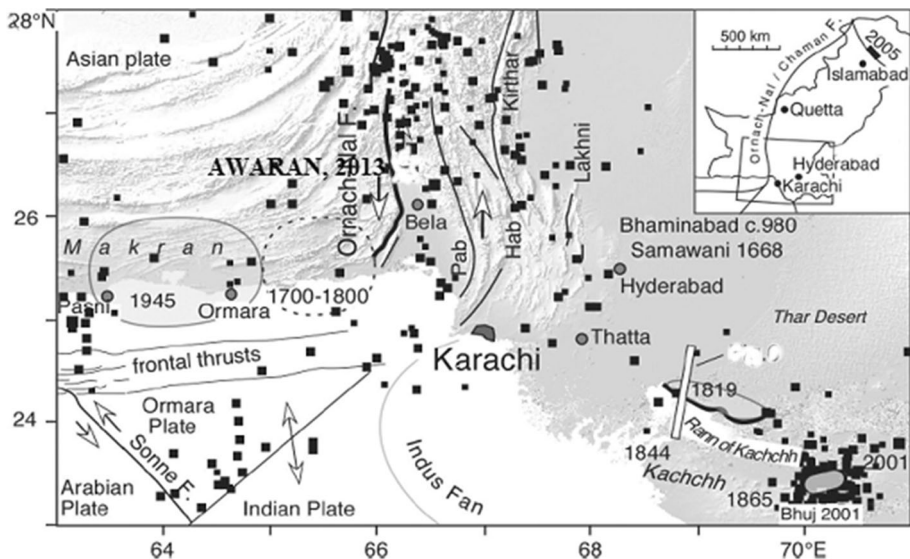 28°N
Asian plate
Ornach-Nal F.
AWARAN, 2013
Kirthar
Lakhni
26
Bela
Pab
Hab
Bhaminabad c.980
Samawani 1668
Hyderabad
Makran
1945
1700-1800
Pasni
Ormara
Thatta
Thar Desert
frontal thrusts
Karachi
24
Ormara
Plate
Sonne F.
Arabian
Plate
Indian Plate
Indus Fan
1819
Rann of Kachchh
1844
Kachchh
2001
1865
Bhuj 2001
64
66
68
70°E
500 km
Ornach-Nal / Chaman F.
2005
Islamabad
Quetta
Hyderabad
Karachi